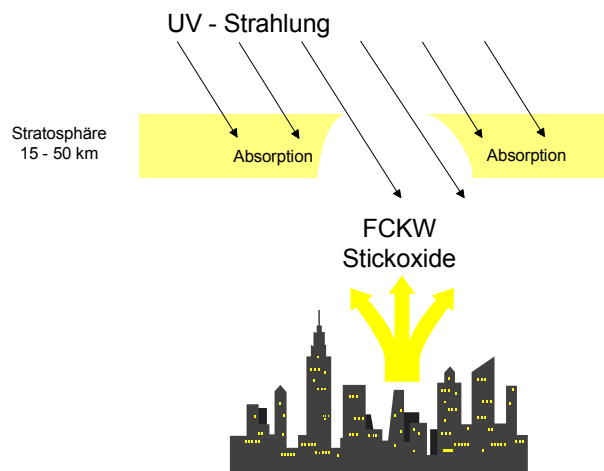 UV - Strahlung
Stratosphäre
15 - 50 km
Absorption
Absorption
FCKW
Stickoxide